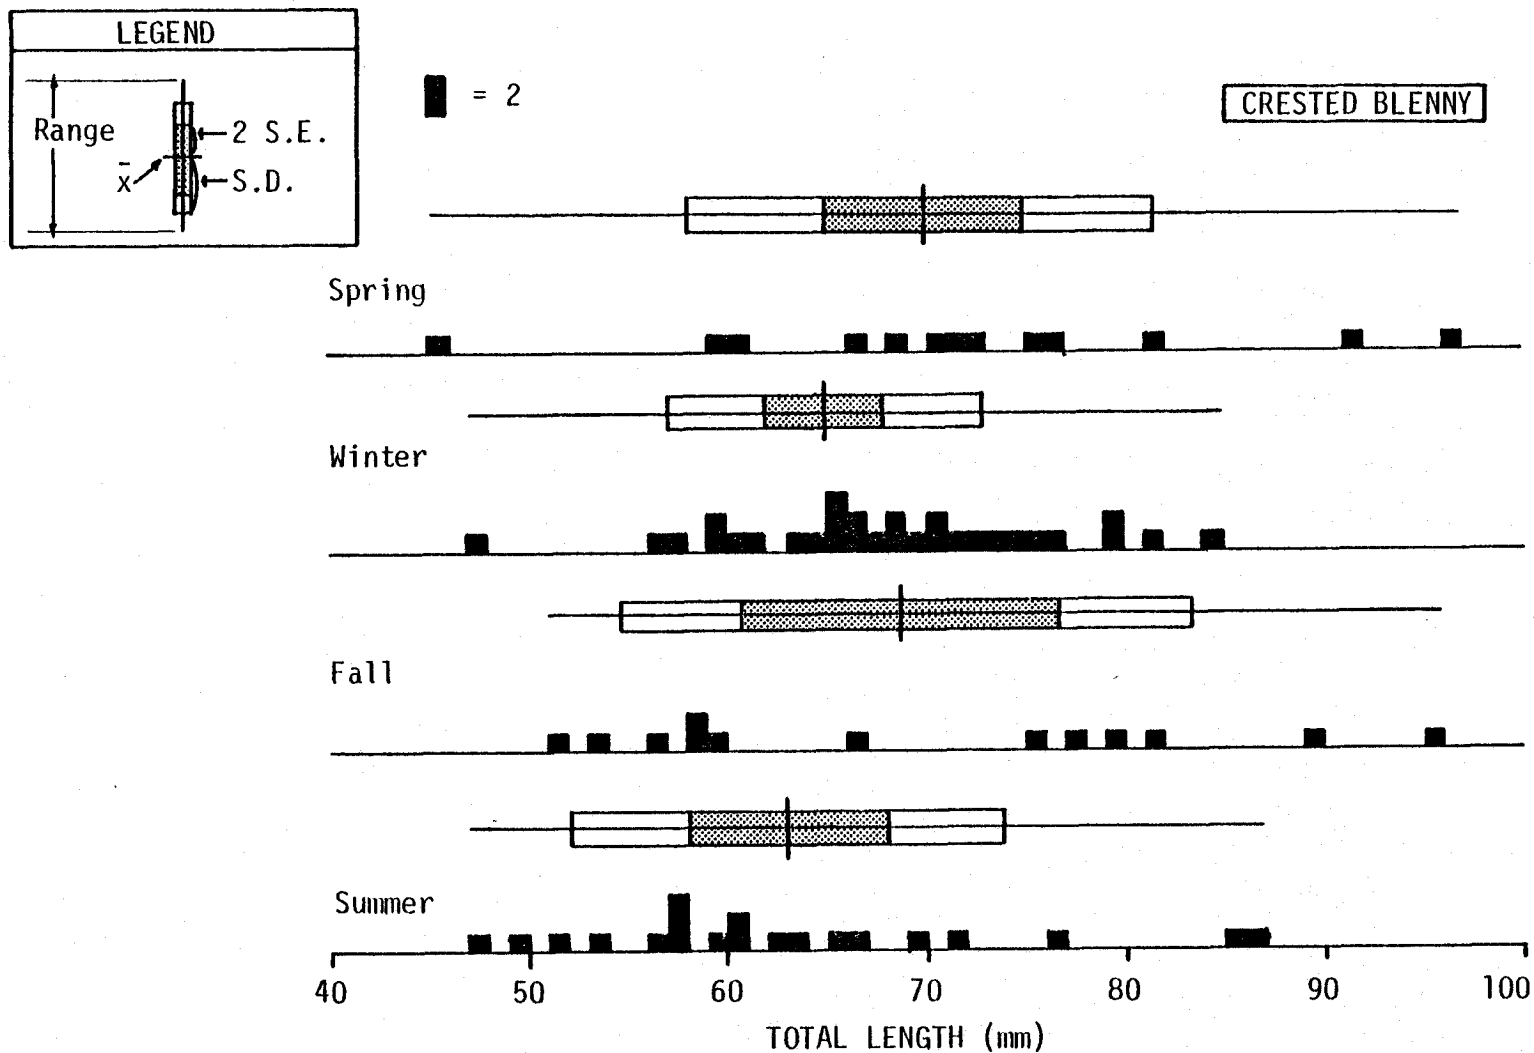 LEGEND
Range
2 S.E.
x̄
S.D.
= 2
CRESTED BLENNY
Spring
Winter
Fall
Summer
40 50 60 70 80 90 100
TOTAL LENGTH (mm)